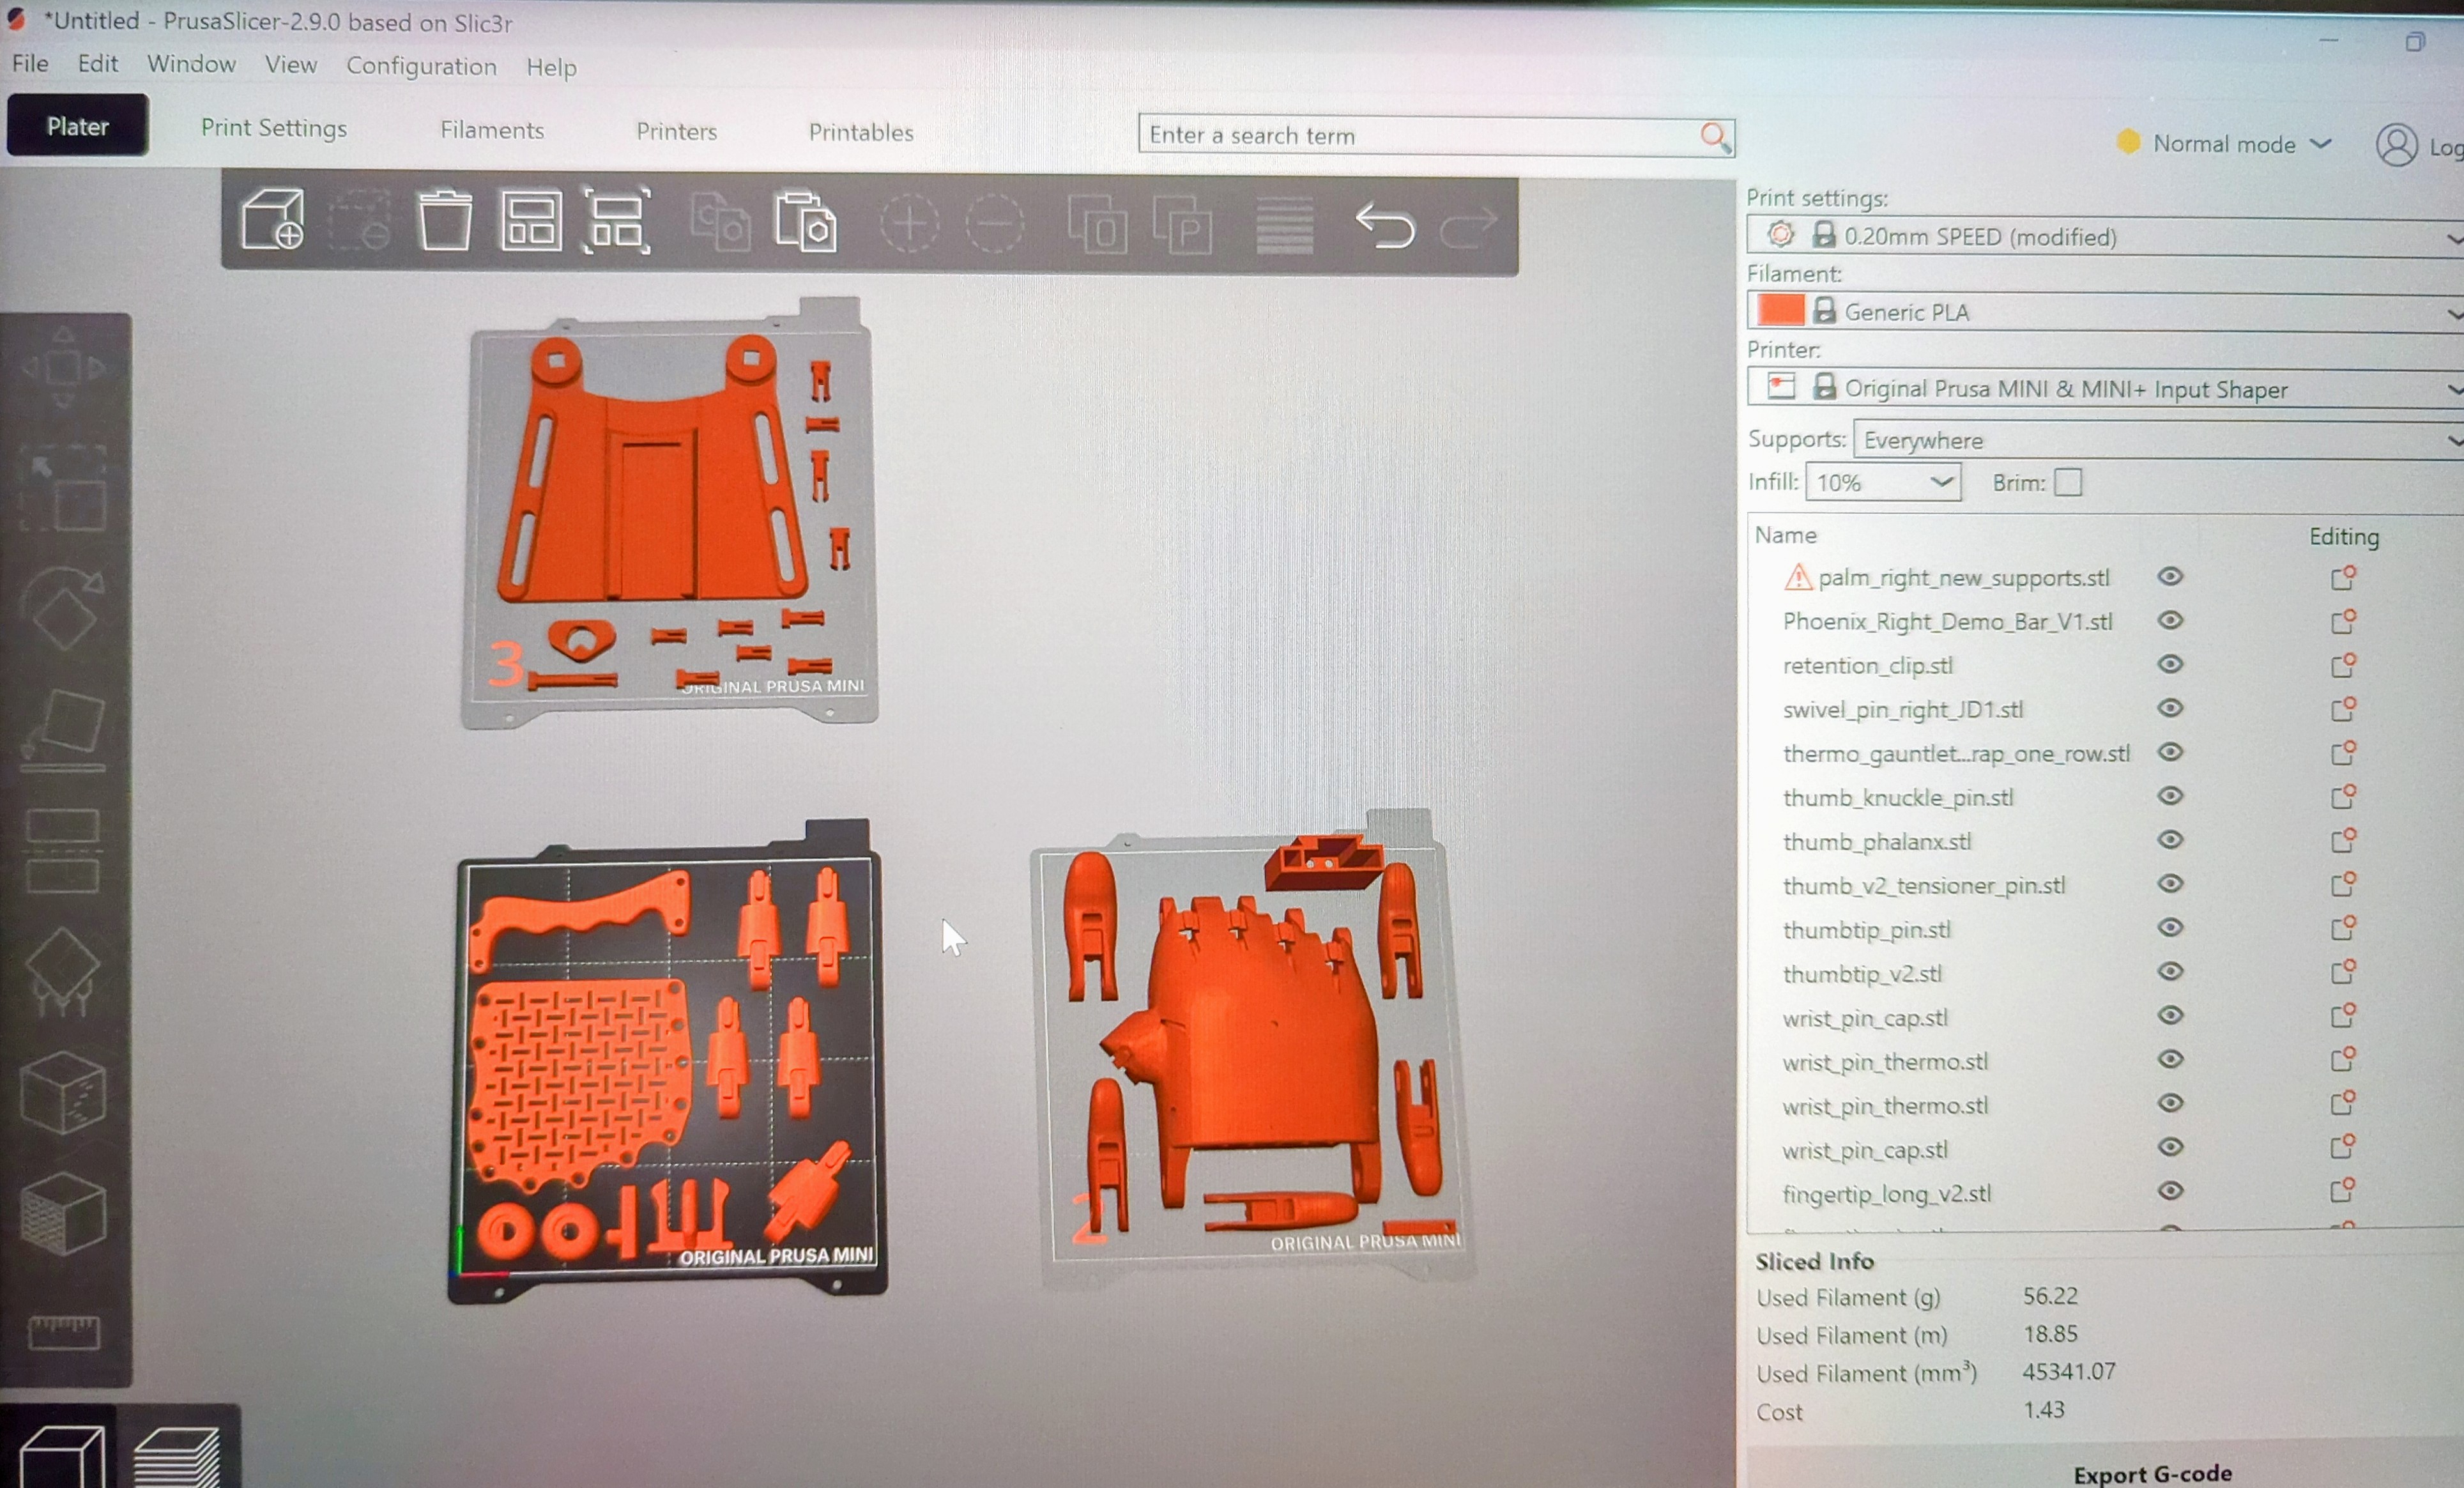 *Untitled - PrusaSlicer-2.9.0 based on Slic3r
File Edit Window View Configuration Help
Plater Print Settings Filaments Printers Printables Enter a search term Normal mode
Print settings:
0.20mm SPEED (modified)
Filament:
Generic PLA
Printer:
Original Prusa MINI & MINI+ Input Shaper
Supports: Everywhere
Infill: 10% Brim:
Name Editing
palm_right_new_supports.stl
Phoenix_Right_Demo_Bar_V1.stl
retention_clip.stl
swivel_pin_right_JD1.stl
thermo_gauntlet...rap_one_row.stl
thumb_knuckle_pin.stl
thumb_phalanx.stl
thumb_v2_tensioner_pin.stl
thumbtip_pin.stl
thumbtip_v2.stl
wrist_pin_cap.stl
wrist_pin_thermo.stl
wrist_pin_thermo.stl
wrist_pin_cap.stl
fingertip_long_v2.stl
Sliced Info
Used Filament (g) 56.22
Used Filament (m) 18.85
Used Filament (mm³) 45341.07
Cost 1.43
Export G-code
3
ORIGINAL PRUSA MINI
ORIGINAL PRUSA MINI
2
ORIGINAL PRUSA MINI